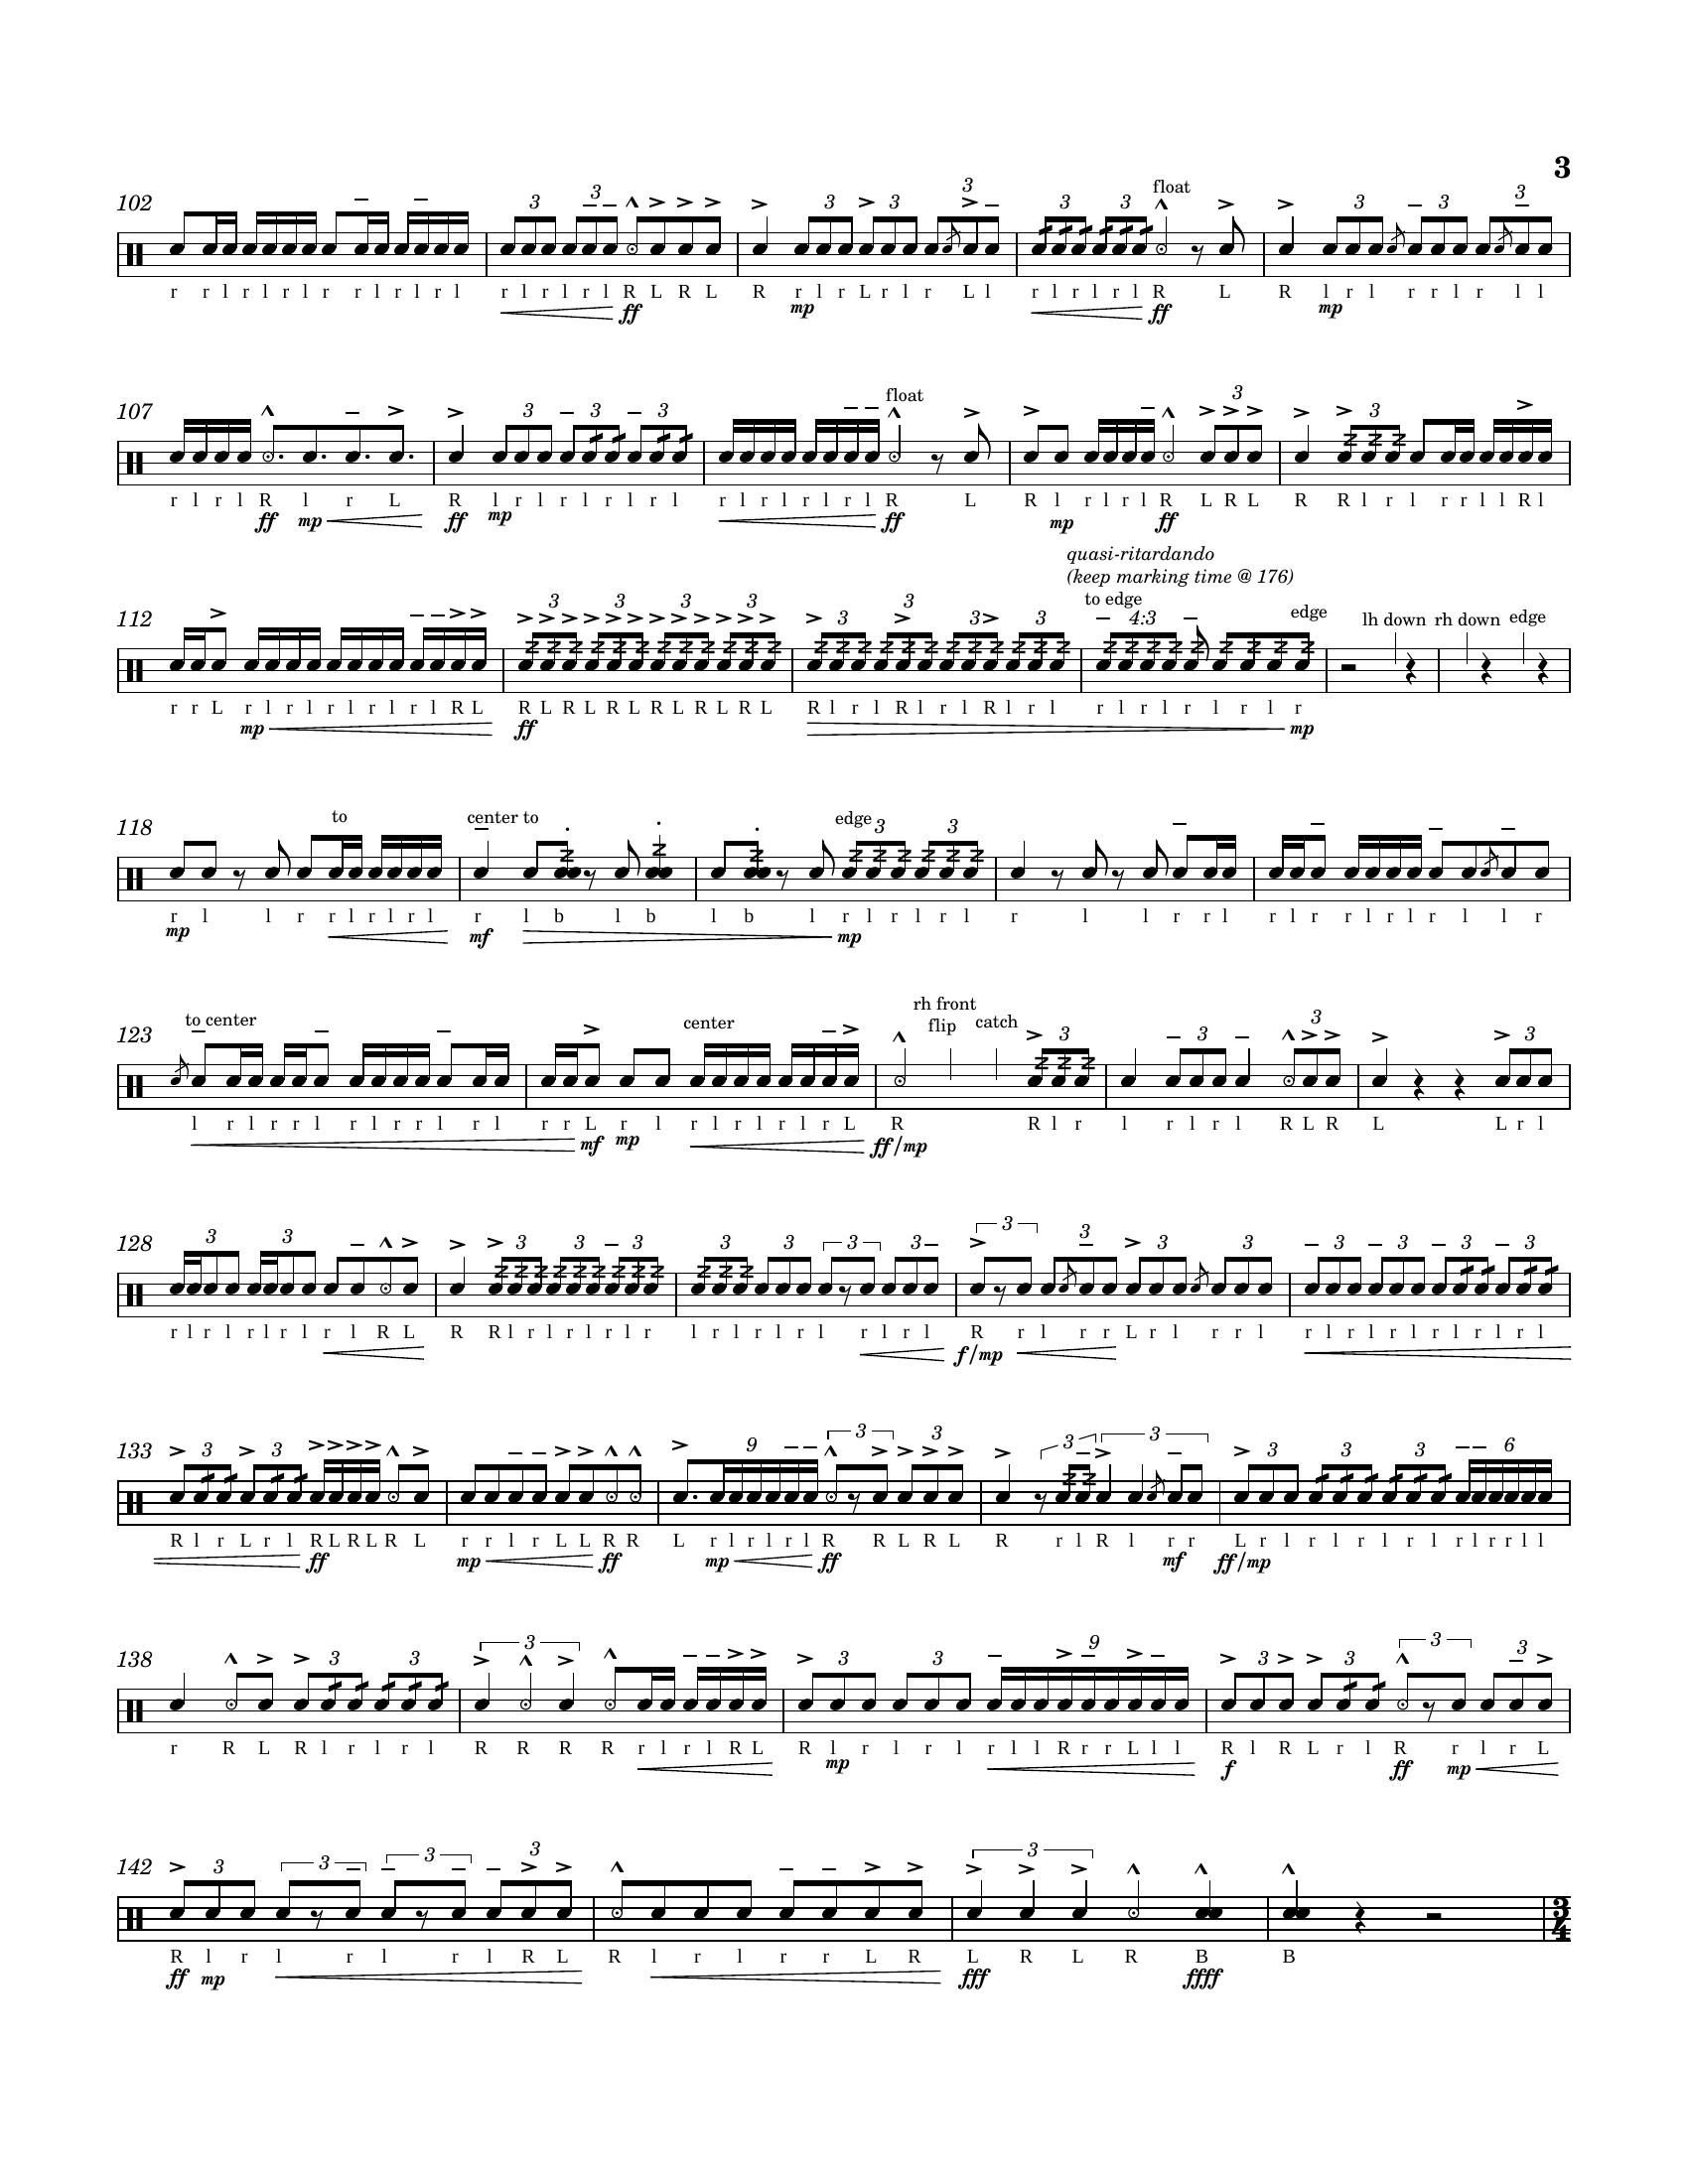 3
3 3 float 3
102 3 3 3 3 3 3
r r l r l r l r r l r l r l r l r l r l R L R L R r l r L r l r L l r l r l r l R L R l r l r r l r l l
mp mp
ff ff
float 3
107 3 3 3 3
r l r l R l r L R l r l r l r l r l r l r l r l r l R L R l r l r l R L R L R R l r l r r l l R l
ff mp ff mp ff mp ff
quasi-ritardando
(keep marking time @ 176)
to edge edge
112 3 3 3 3 3 3 3 3 4:3 lh down rh down edge
r r L r l r l r l r l r l R L R L R L R L R L R L R L R l r l R l r l R l r l r l r l r l r l r
mp ff mp
118 to center to edge 3 3
r l l r r l r l r l r l b l b l b l r l r l r l r l l r r l r l r r l r l r l l r
mp mf mp
rh front
123 to center center flip catch 3 3 3
l r l r r l r l r l r l r r L r l r l r l r l r L R R l r l r l r l R L R L L r l
mf mp ff/mp
128 3 3 3 3 3 3 3 3 3 3 3 3 3 3 3 3 3
r l r l r l r l r l R L R R l r l r l r l r l r l r l r l r l r l R r l r r L r l r r l r l r l r l r l r l r l
f/mp
133 3 3 9 3 3 3 3 3 3 3 6
R l r L r l R L R L R L r r l r L L R R L r l r l r l R R L R L R r l R l r r L r l r l r l r l r l r r l l
ff mp ff mp ff mf ff/mp
138 3 3 3 3 3 9 3 3 3 3
r R L R l r l r l R R R R r l r l R L R l r l r l r l l R r r L l l R l R L r l R r l r L
mp f ff mp
142 3 3 3 3 3
R l r l r l r l R L R l r l r r L R L R L R B B
ff mp fff ffff
3
4